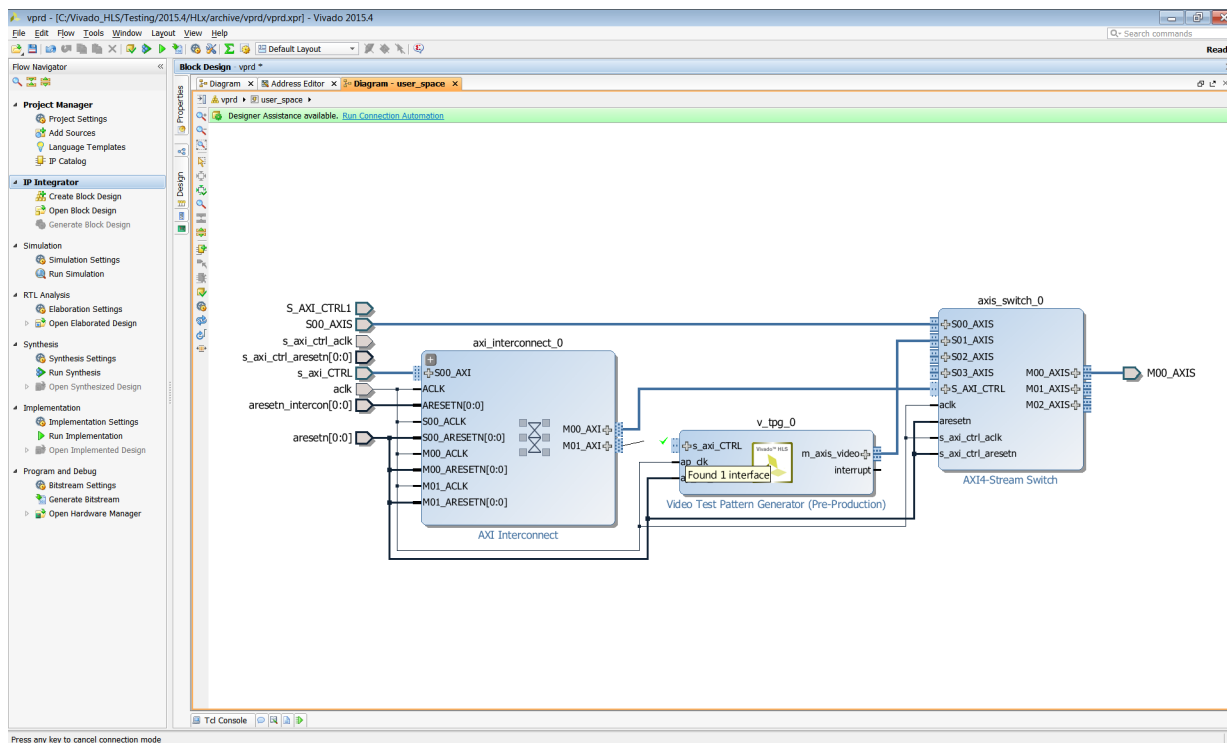 vprd - [C:/Vivado_HLS/Testing/2015.4/HLx/archive/vprd/vprd.xpr] - Vivado 2015.4
File Edit Flow Tools Window Layout View Help
Q- Search commands
Default Layout
Read
Flow Navigator
Project Manager
Project Settings
Add Sources
Language Templates
IP Catalog
IP Integrator
Create Block Design
Open Block Design
Generate Block Design
Simulation
Simulation Settings
Run Simulation
RTL Analysis
Elaboration Settings
Open Elaborated Design
Synthesis
Synthesis Settings
Run Synthesis
Open Synthesized Design
Implementation
Implementation Settings
Run Implementation
Open Implemented Design
Program and Debug
Bitstream Settings
Generate Bitstream
Open Hardware Manager
Block Design - vprd *
Properties
Design
Diagram
Address Editor
Diagram - user_space
vprd
user_space
Designer Assistance available. Run Connection Automation
S_AXI_CTRL1
S00_AXIS
s_axi_ctrl_aclk
s_axi_ctrl_aresetn[0:0]
s_axi_CTRL
aclk
aresetn_intercon[0:0]
aresetn[0:0]
axi_interconnect_0
S00_AXI
ACLK
ARESETN[0:0]
S00_ACLK
S00_ARESETN[0:0]
M00_ACLK
M00_ARESETN[0:0]
M01_ACLK
M01_ARESETN[0:0]
M00_AXI
M01_AXI
AXI Interconnect
v_tpg_0
s_axi_CTRL
ap_clk
Found 1 interface
Vivado™ HLS
m_axis_video
interrupt
Video Test Pattern Generator (Pre-Production)
axis_switch_0
S00_AXIS
S01_AXIS
S02_AXIS
S03_AXIS
S_AXI_CTRL
aclk
aresetn
s_axi_ctrl_aclk
s_axi_ctrl_aresetn
M00_AXIS
M01_AXIS
M02_AXIS
AXI4-Stream Switch
M00_AXIS
Tcl Console
Press any key to cancel connection mode